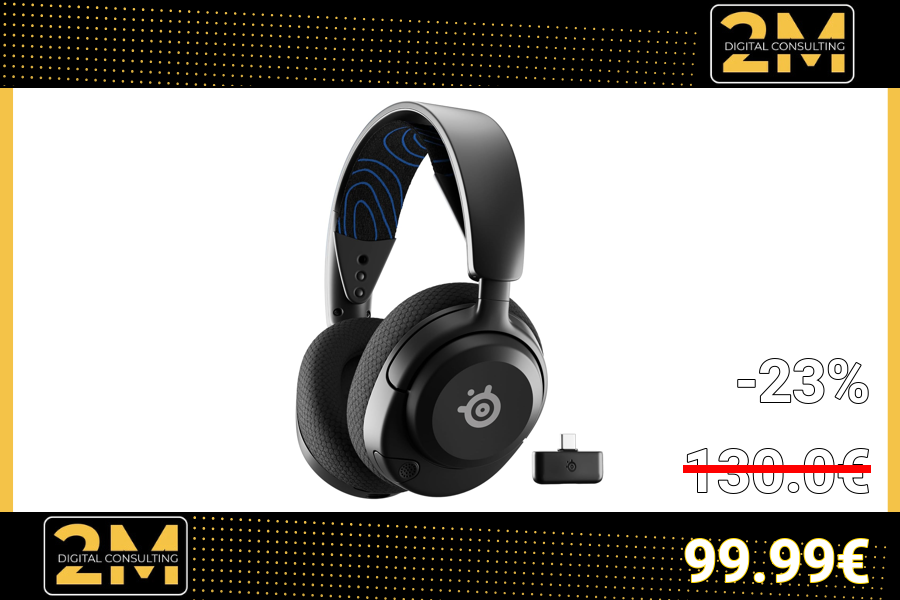 2M
DIGITAL CONSULTING
-23%
130.0€
2M
DIGITAL CONSULTING
99.99€